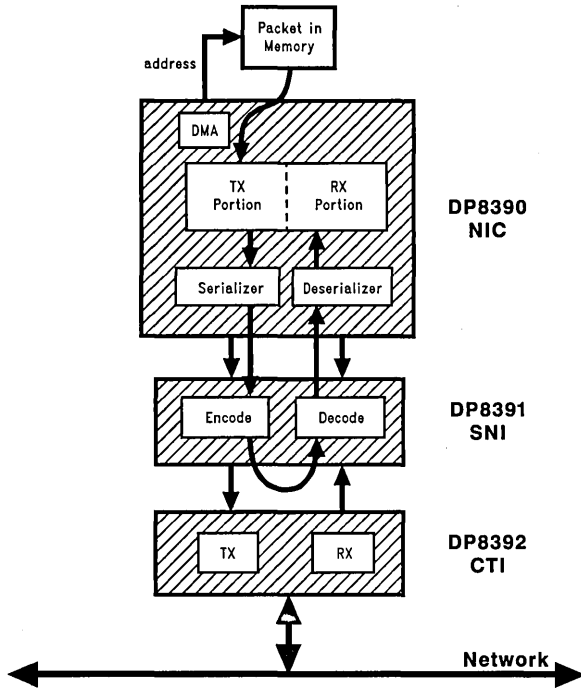 Packet in
Memory
address
DMA
TX
Portion
RX
Portion
DP8390
NIC
Serializer
Deserializer
Encode
Decode
DP8391
SNI
TX
RX
DP8392
CTI
Network